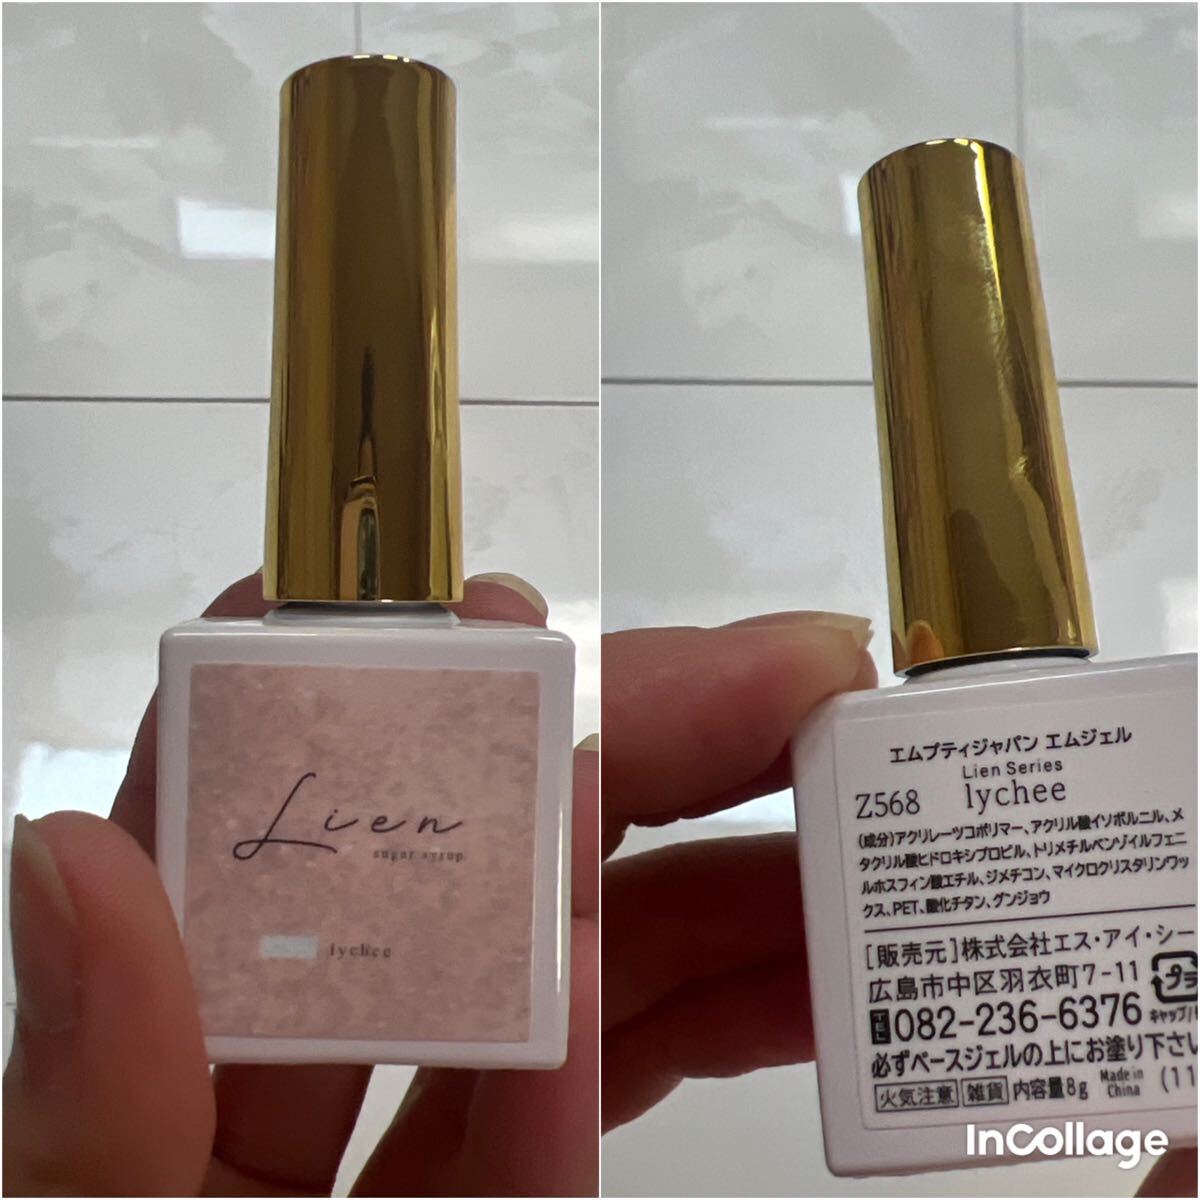 Lien
sugar syrup
lychee
エムプティジャパン エムジェル
Lien Series
Z568 lychee
(成分)アクリレーツコポリマー、アクリル酸イソボルニル、メ
タクリル酸ヒドロキシプロピル、トリメチルベンゾイルフェニ
ルホスフィン酸エチル、ジメチコン、マイクロクリスタリンワッ
クス、PET、酸化チタン、グンジョウ
[販売元]株式会社エス・アイ・シー
広島市中区羽衣町7-11
TEL 082-236-6376
プラ
キャップ/
必ずベースジェルの上にお塗り下さい
火気注意 雑貨 内容量8g Made in China (11
InCollage